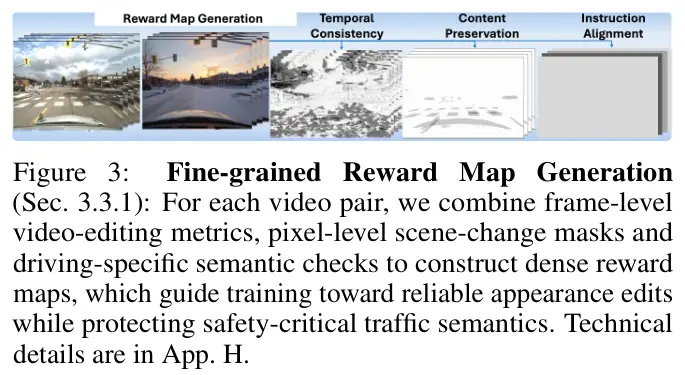 Reward Map Generation
Temporal
Consistency
Content
Preservation
Instruction
Alignment
Figure 3: Fine-grained Reward Map Generation
(Sec. 3.3.1): For each video pair, we combine frame-level
video-editing metrics, pixel-level scene-change masks and
driving-specific semantic checks to construct dense reward
maps, which guide training toward reliable appearance edits
while protecting safety-critical traffic semantics. Technical
details are in App. H.